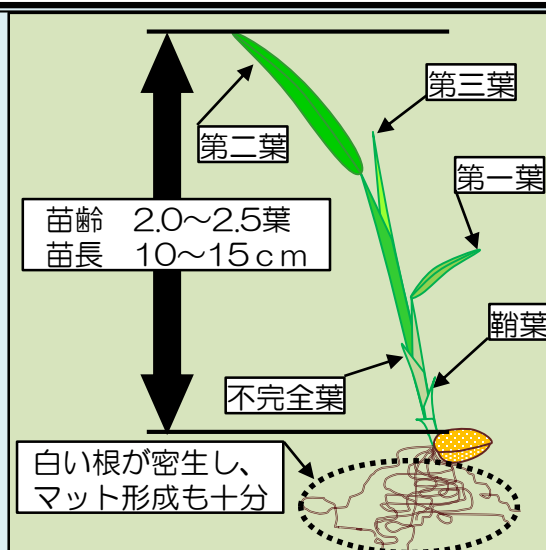 第三葉
第二葉
第一葉
苗齢　2.0～2.5葉
苗長　10～15ｃｍ
鞘葉
不完全葉
白い根が密生し、
マット形成も十分